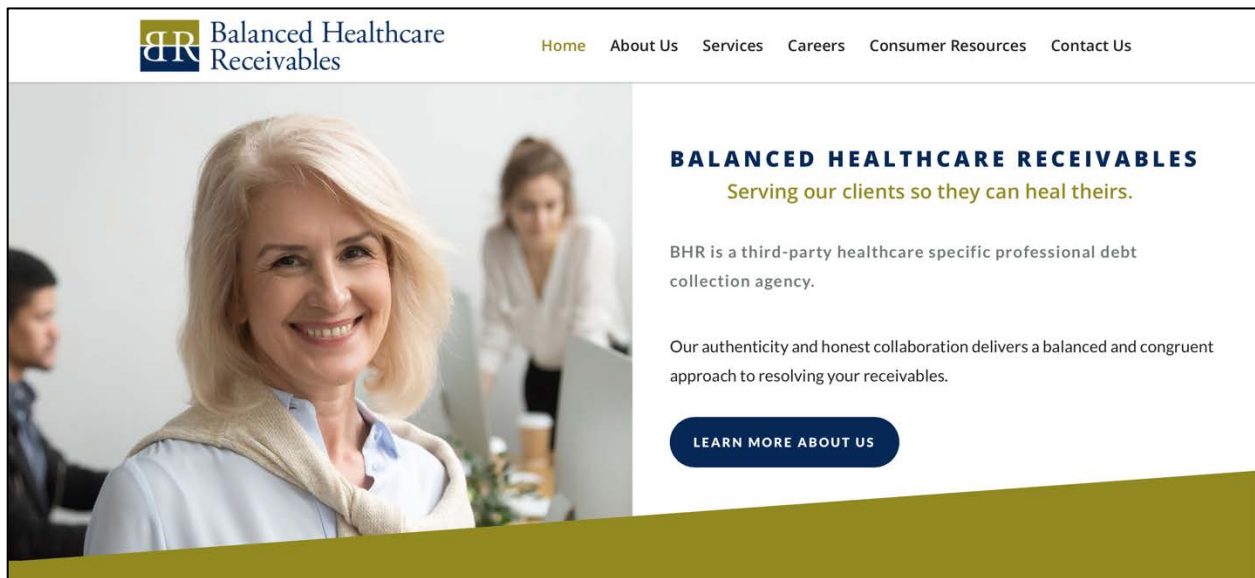 BHR
Balanced Healthcare
Receivables
Home About Us Services Careers Consumer Resources Contact Us
BALANCED HEALTHCARE RECEIVABLES
Serving our clients so they can heal theirs.
BHR is a third-party healthcare specific professional debt
collection agency.
Our authenticity and honest collaboration delivers a balanced and congruent
approach to resolving your receivables.
LEARN MORE ABOUT US